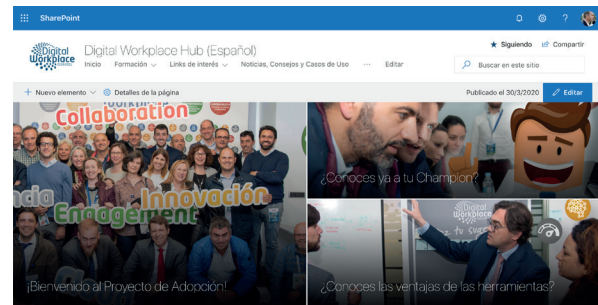 SharePoint
Digital
Workplace
Digital Workplace Hub (Español)
Siguiendo
Compartir
Inicio
Formación
Links de interés
Noticias, Consejos y Casos de Uso
···
Editar
Buscar en este sitio
+ Nuevo elemento
Detalles de la página
Publicado el 30/3/2020
Editar
Collaboration
Innovación
Engagement
¡Bienvenido al Proyecto de Adopción!
¿Conoces ya a tu Champion?
Digital
Workplace
¿Conoces las ventajas de las herramientas?